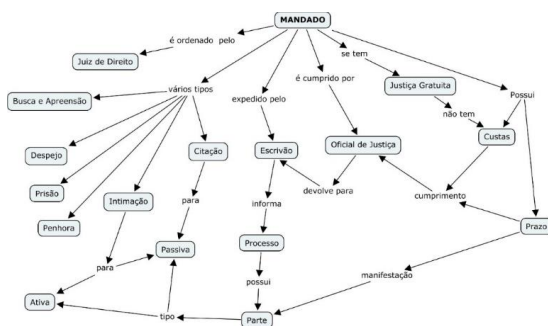 MANDADO
é ordenado pelo
Juiz de Direito
se tem
vários tipos
é cumprido por
Justiça Gratuita
Possui
Busca e Apreensão
expedido pelo
não tem
Despejo
Citação
Escrivão
Oficial de Justiça
Custas
Prisão
Intimação
para
informa
devolve para
cumprimento
Penhora
Prazo
Passiva
Processo
para
manifestação
possui
Ativa
tipo
Parte